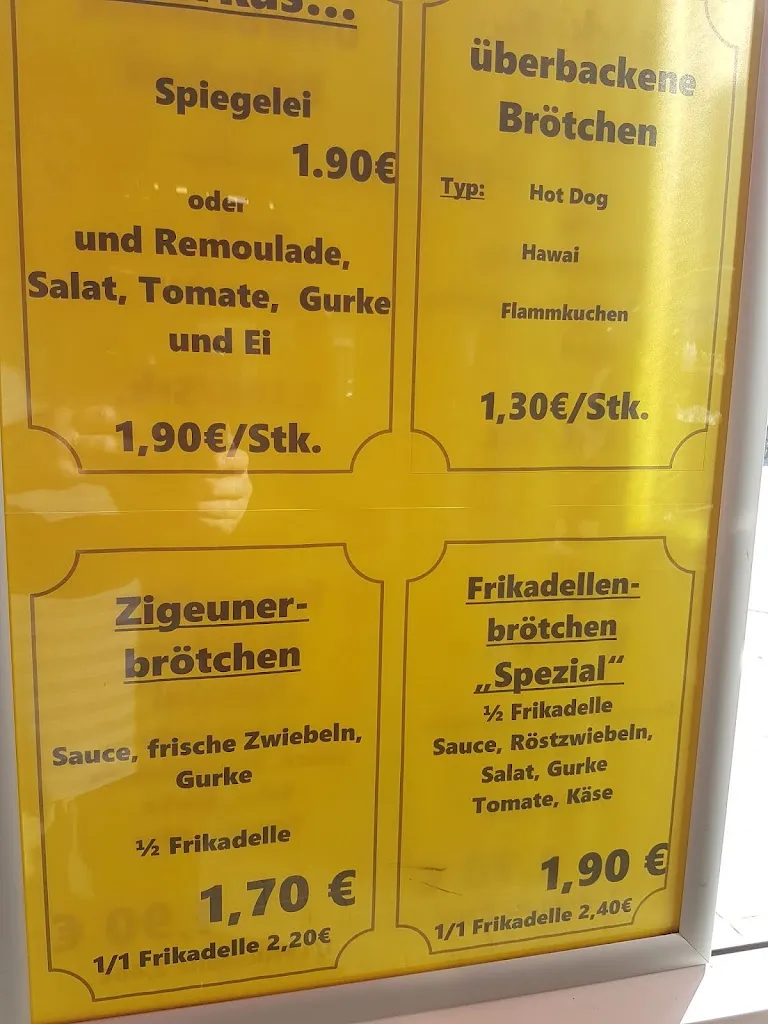 Spiegelei
1.90€
oder
und Remoulade,
Salat, Tomate, Gurke
und Ei
1,90€/Stk.
überbackene
Brötchen
Typ: Hot Dog
Hawai
Flammkuchen
1,30€/Stk.
Zigeuner-
brötchen
Sauce, frische Zwiebeln,
Gurke
½ Frikadelle
1,70 €
1/1 Frikadelle 2,20€
Frikadellen-
brötchen
„Spezial“
½ Frikadelle
Sauce, Röstzwiebeln,
Salat, Gurke
Tomate, Käse
1,90 €
1/1 Frikadelle 2,40€